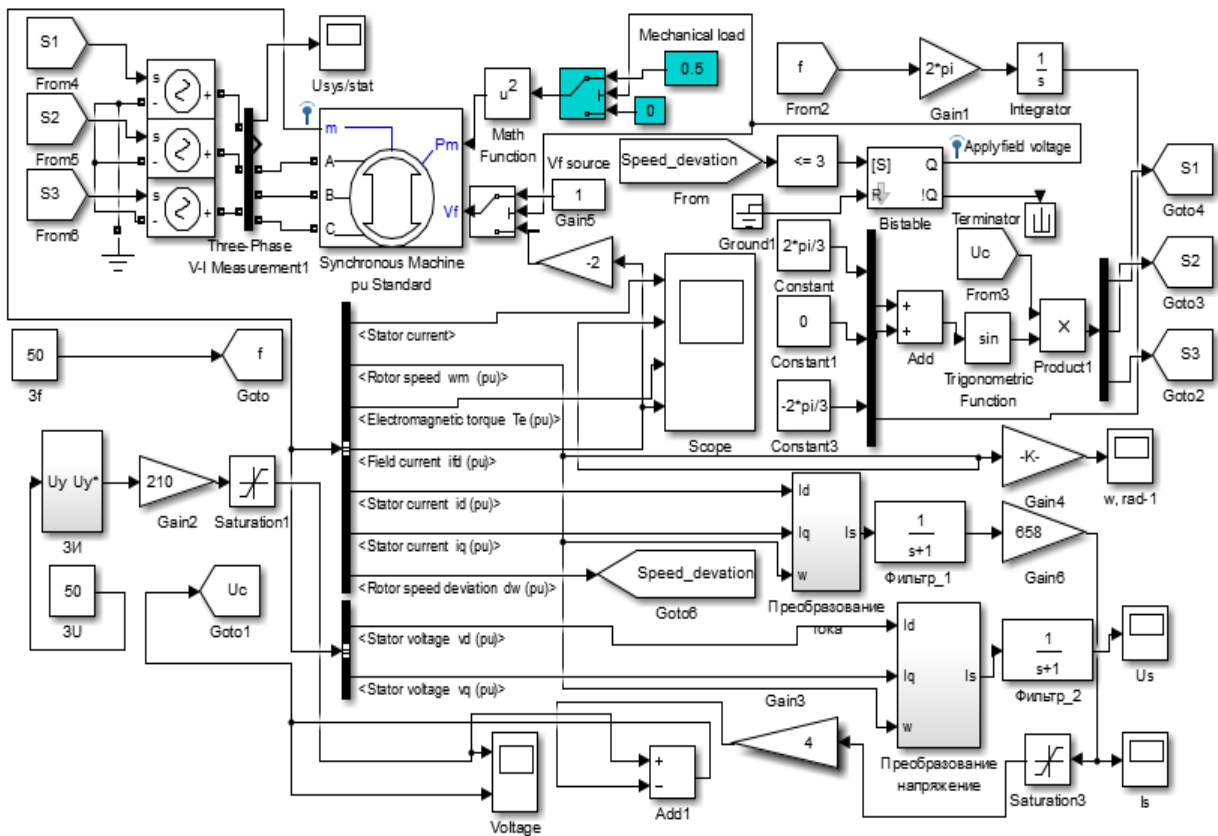 S1
From4
S2
From5
S3
From6
s
-
+
s
-
+
s
-
+
Three-Phase
V-I Measurement1
Usys/stat
m
A
B
C
Pm
Vf
Synchronous Machine
pu Standard
u²
Math
Function
Mechanical load
0.5
0
Vf source
1
Gain5
-2
f
From2
2*pi
Gain1
1
s
Integrator
Speed_devation
From
<= 3
[S]
R
Q
!Q
Bistable
Apply field voltage
Ground1
Terminator
2*pi/3
Constant
0
Constant1
-2*pi/3
Constant3
+
+
Add
Uc
From3
sin
Trigonometric
Function
×
Product1
S1
Goto4
S2
Goto3
S3
Goto2
50
3f
f
Goto
Uy Uy*
ЗИ
210
Gain2
Saturation1
50
3U
Uc
Goto1
<Stator current>
<Rotor speed wm (pu)>
<Electromagnetic torque Te (pu)>
<Field current ifd (pu)>
<Stator current id (pu)>
<Stator current iq (pu)>
<Rotor speed deviation dw (pu)>
<Stator voltage vd (pu)>
<Stator voltage vq (pu)>
Scope
Speed_devation
Goto6
Id
Iq
w
Is
Преобразование
тока
1
s+1
Фильтр_1
658
Gain6
-K-
Gain4
w, rad-1
Id
Iq
w
Is
Преобразование
напряжение
1
s+1
Фильтр_2
Us
Gain3
4
Saturation3
Is
+
−
Add1
Voltage